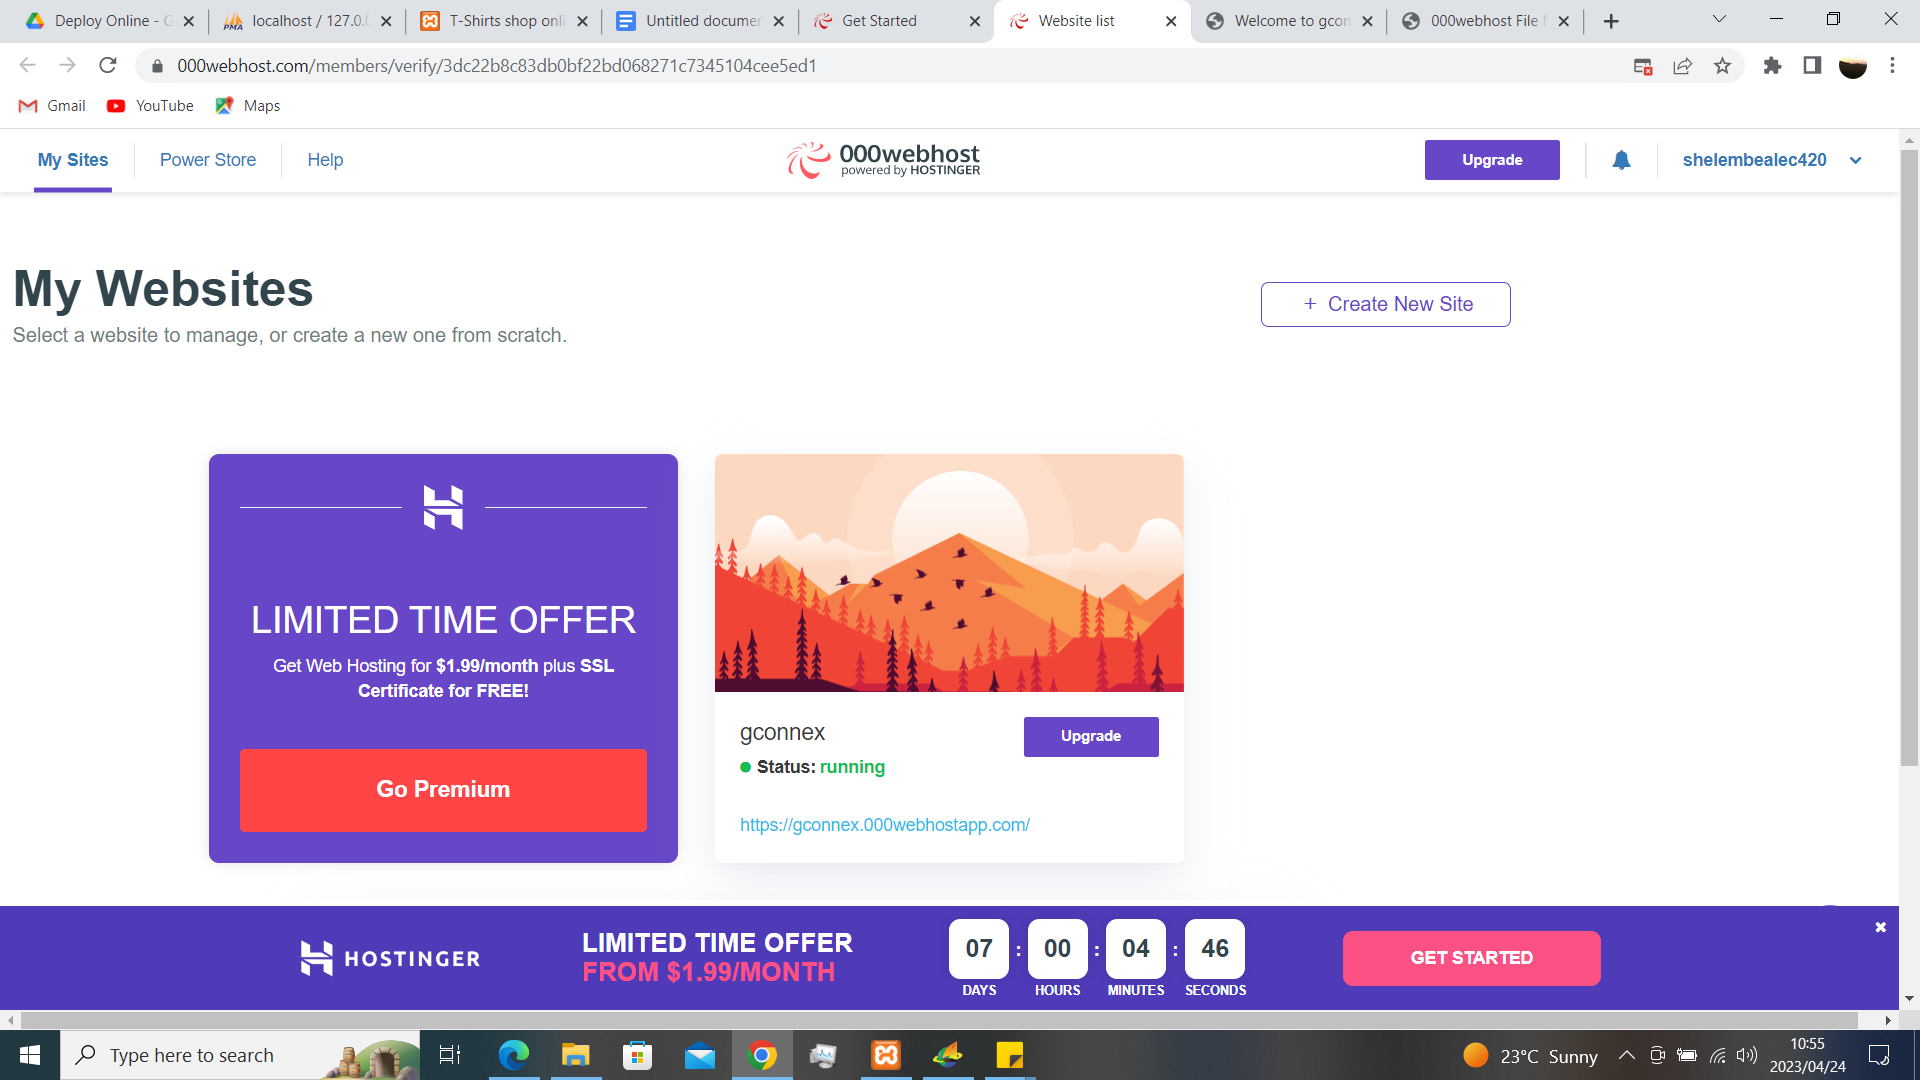 Deploy Online - G
localhost / 127.0.0
T-Shirts shop onli
Untitled documen
Get Started
Website list
Welcome to gcon
000webhost File M
000webhost.com/members/verify/3dc22b8c83db0bf22bd068271c7345104cee5ed1
Gmail
YouTube
Maps
My Sites
Power Store
Help
000webhost
powered by HOSTINGER
Upgrade
shelembealec420
My Websites
+ Create New Site
Select a website to manage, or create a new one from scratch.
LIMITED TIME OFFER
Get Web Hosting for $1.99/month plus SSL
Certificate for FREE!
Go Premium
gconnex
Upgrade
Status: running
https://gconnex.000webhostapp.com/
HOSTINGER
LIMITED TIME OFFER
FROM $1.99/MONTH
07 : 00 : 04 : 46
DAYS HOURS MINUTES SECONDS
GET STARTED
Type here to search
23°C Sunny
10:55
2023/04/24